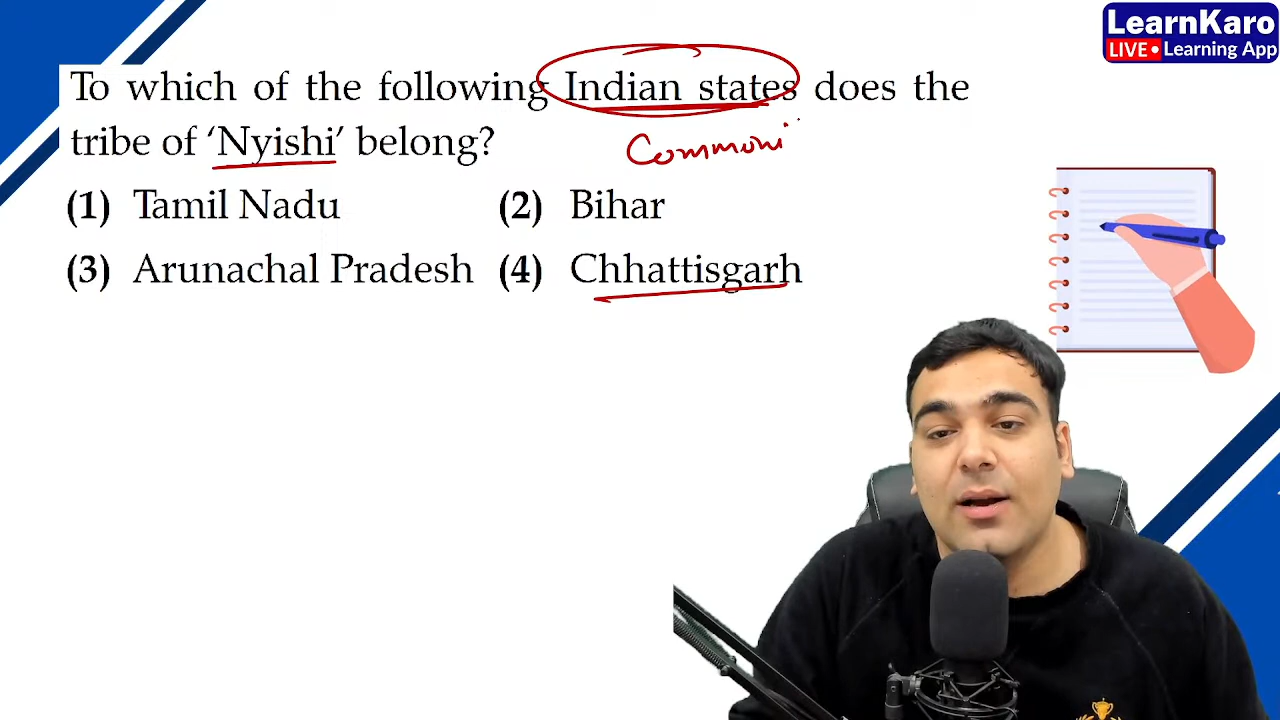 LearnKaro
LIVE • Learning App
To which of the following Indian states does the
tribe of ‘Nyishi’ belong?
Commoni
(1) Tamil Nadu (2) Bihar
(3) Arunachal Pradesh (4) Chhattisgarh